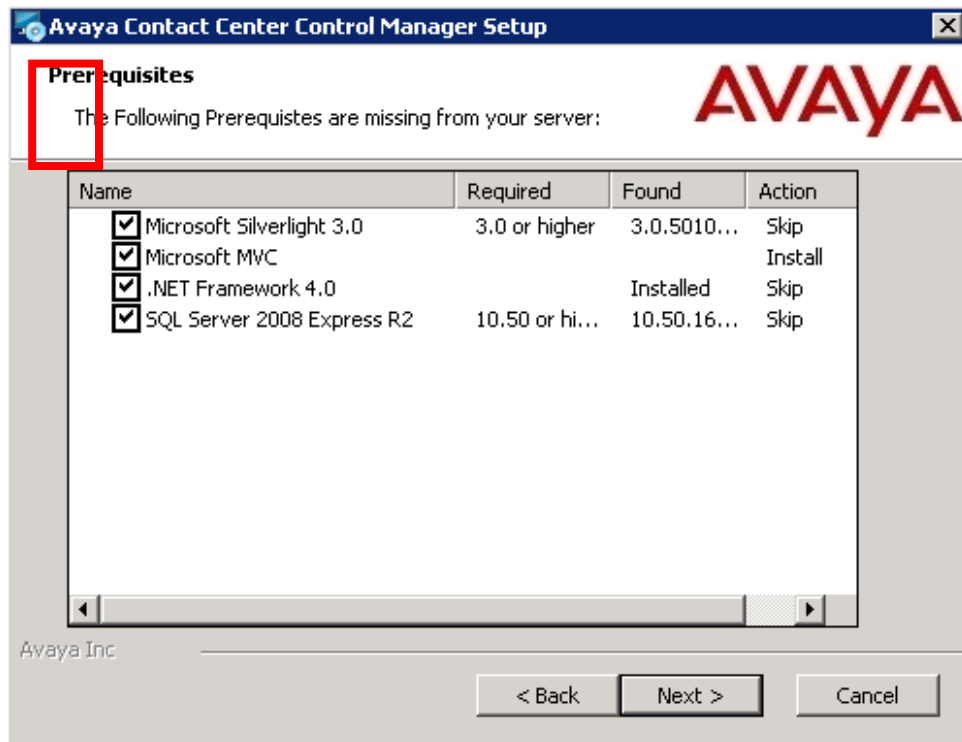 Avaya Contact Center Control Manager Setup
Prerequisites
The Following Prerequistes are missing from your server:
AVAYA
Name Required Found Action
Microsoft Silverlight 3.0 3.0 or higher 3.0.5010... Skip
Microsoft MVC Install
.NET Framework 4.0 Installed Skip
SQL Server 2008 Express R2 10.50 or hi... 10.50.16... Skip
Avaya Inc
< Back Next > Cancel